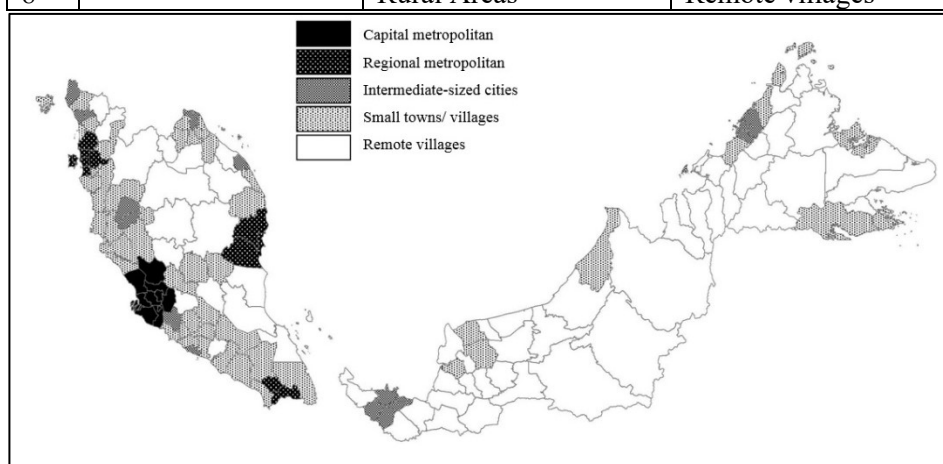 Rural Areas Remote villages
Capital metropolitan
Regional metropolitan
Intermediate-sized cities
Small towns/ villages
Remote villages